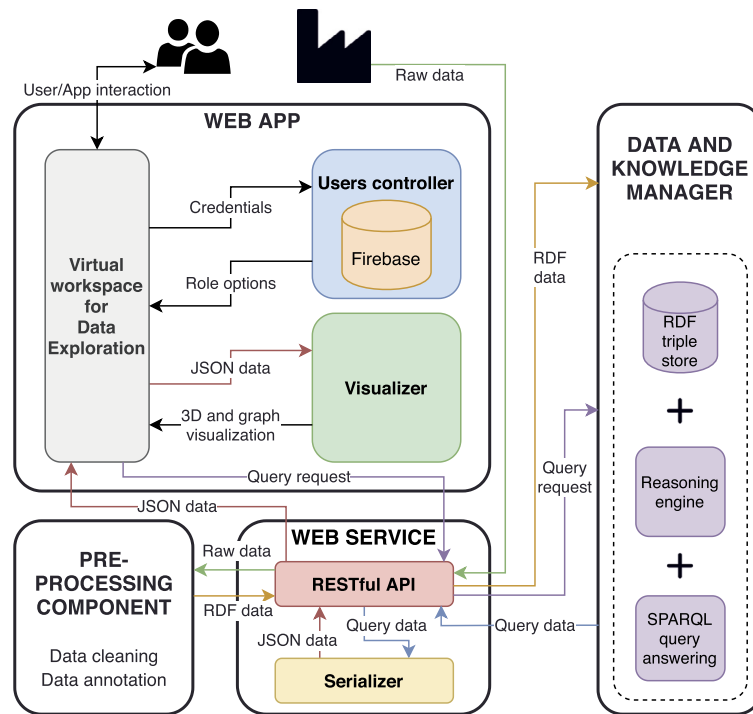 User/App interaction
Raw data
WEB APP
Virtual
workspace
for
Data
Exploration
Credentials
Role options
Users controller
Firebase
JSON data
Visualizer
3D and graph
visualization
Query request
JSON data
RDF
data
Query
request
DATA AND
KNOWLEDGE
MANAGER
RDF
triple
store
+
Reasoning
engine
+
SPARQL
query
answering
PRE-
PROCESSING
COMPONENT
Data cleaning
Data annotation
Raw data
RDF data
WEB SERVICE
RESTful API
JSON data
Query data
Query data
Serializer